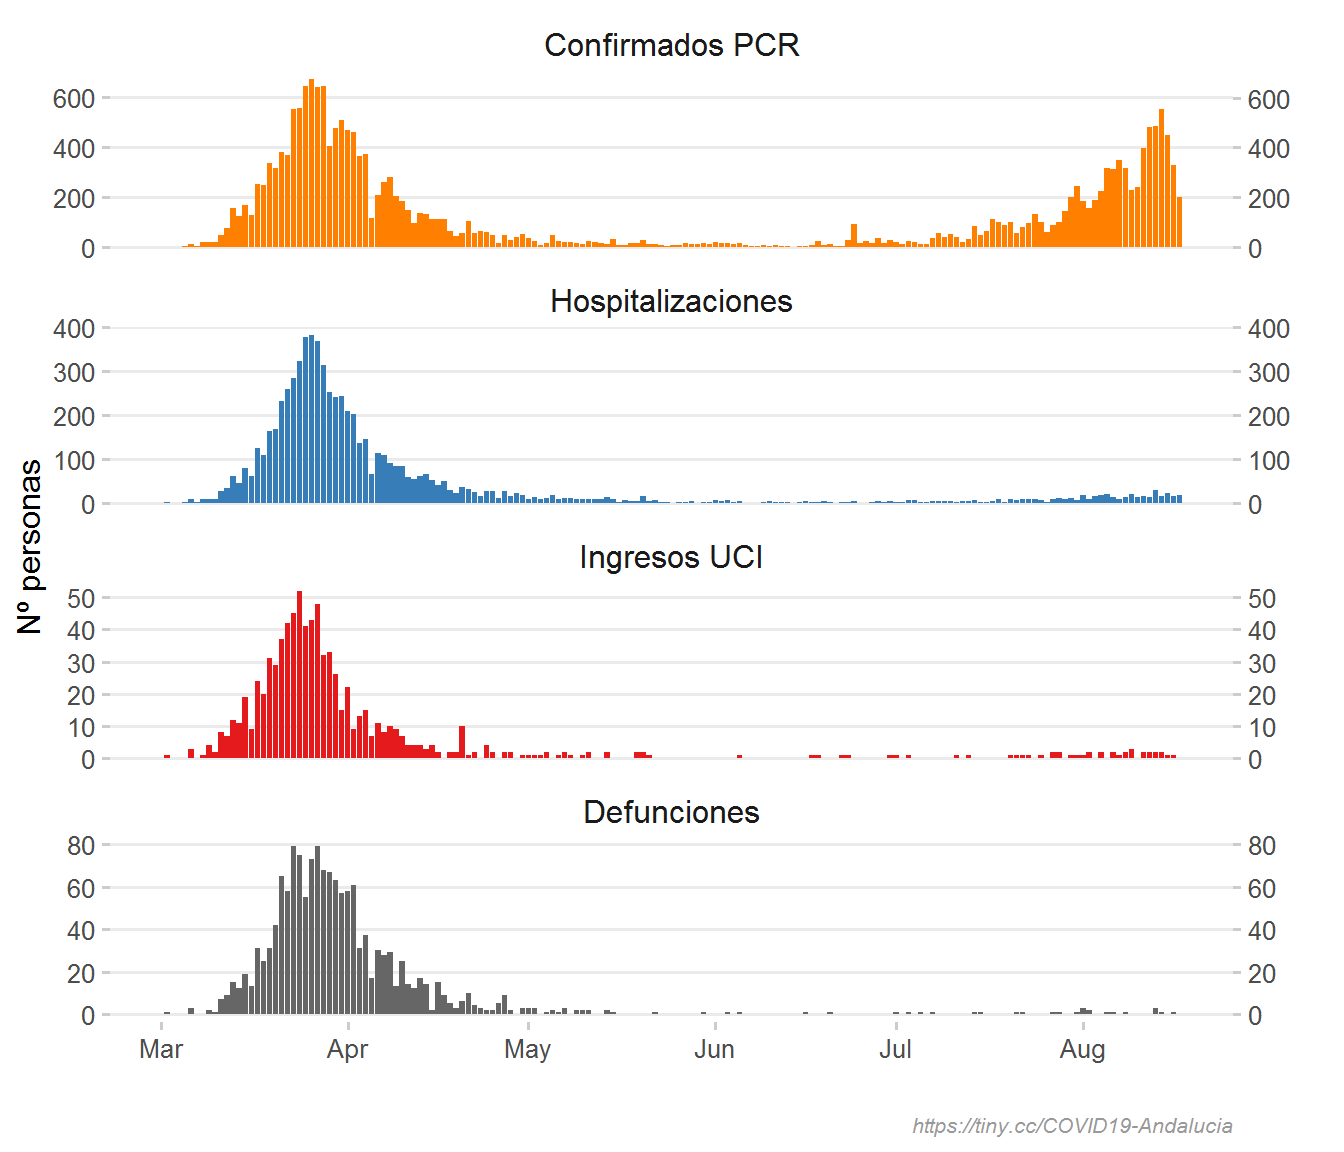 Confirmados PCR
600 600
400 400
200 200
0 0
Hospitalizaciones
400 400
300 300
200 200
100 100
0 0
Nº personas
Ingresos UCI
50 50
40 40
30 30
20 20
10 10
0 0
Defunciones
80 80
60 60
40 40
20 20
0 0
Mar Apr May Jun Jul Aug
https://tiny.cc/COVID19-Andalucia